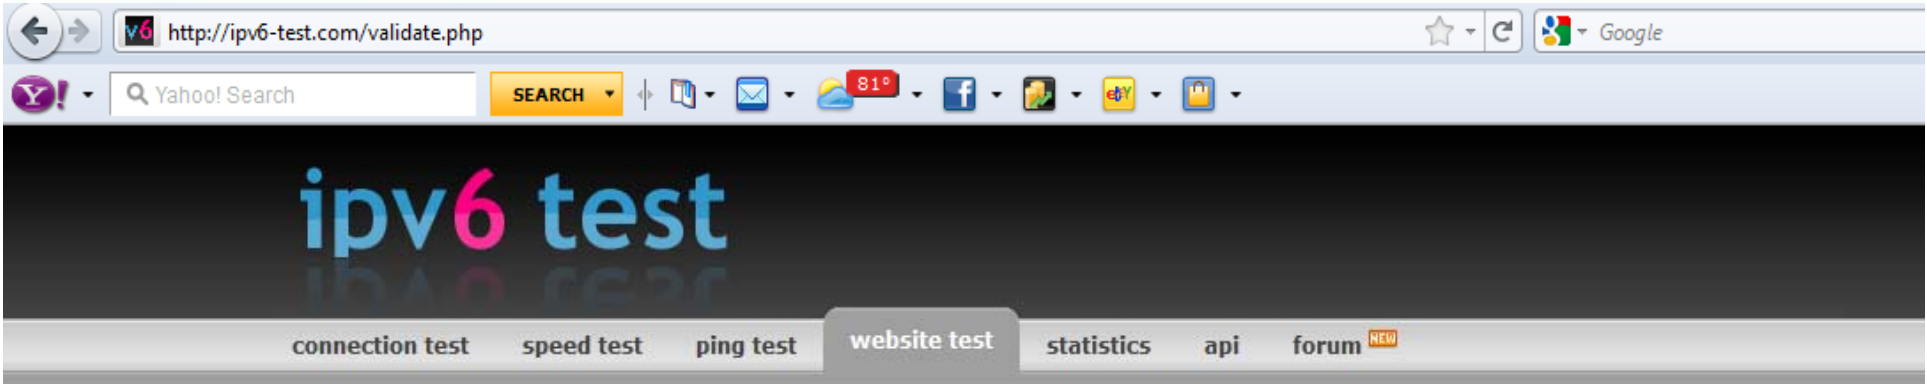 v6 http://ipv6-test.com/validate.php Google
Y! Yahoo! Search SEARCH 81° f ebY
ipv6 test
connection test speed test ping test website test statistics api forum NEW